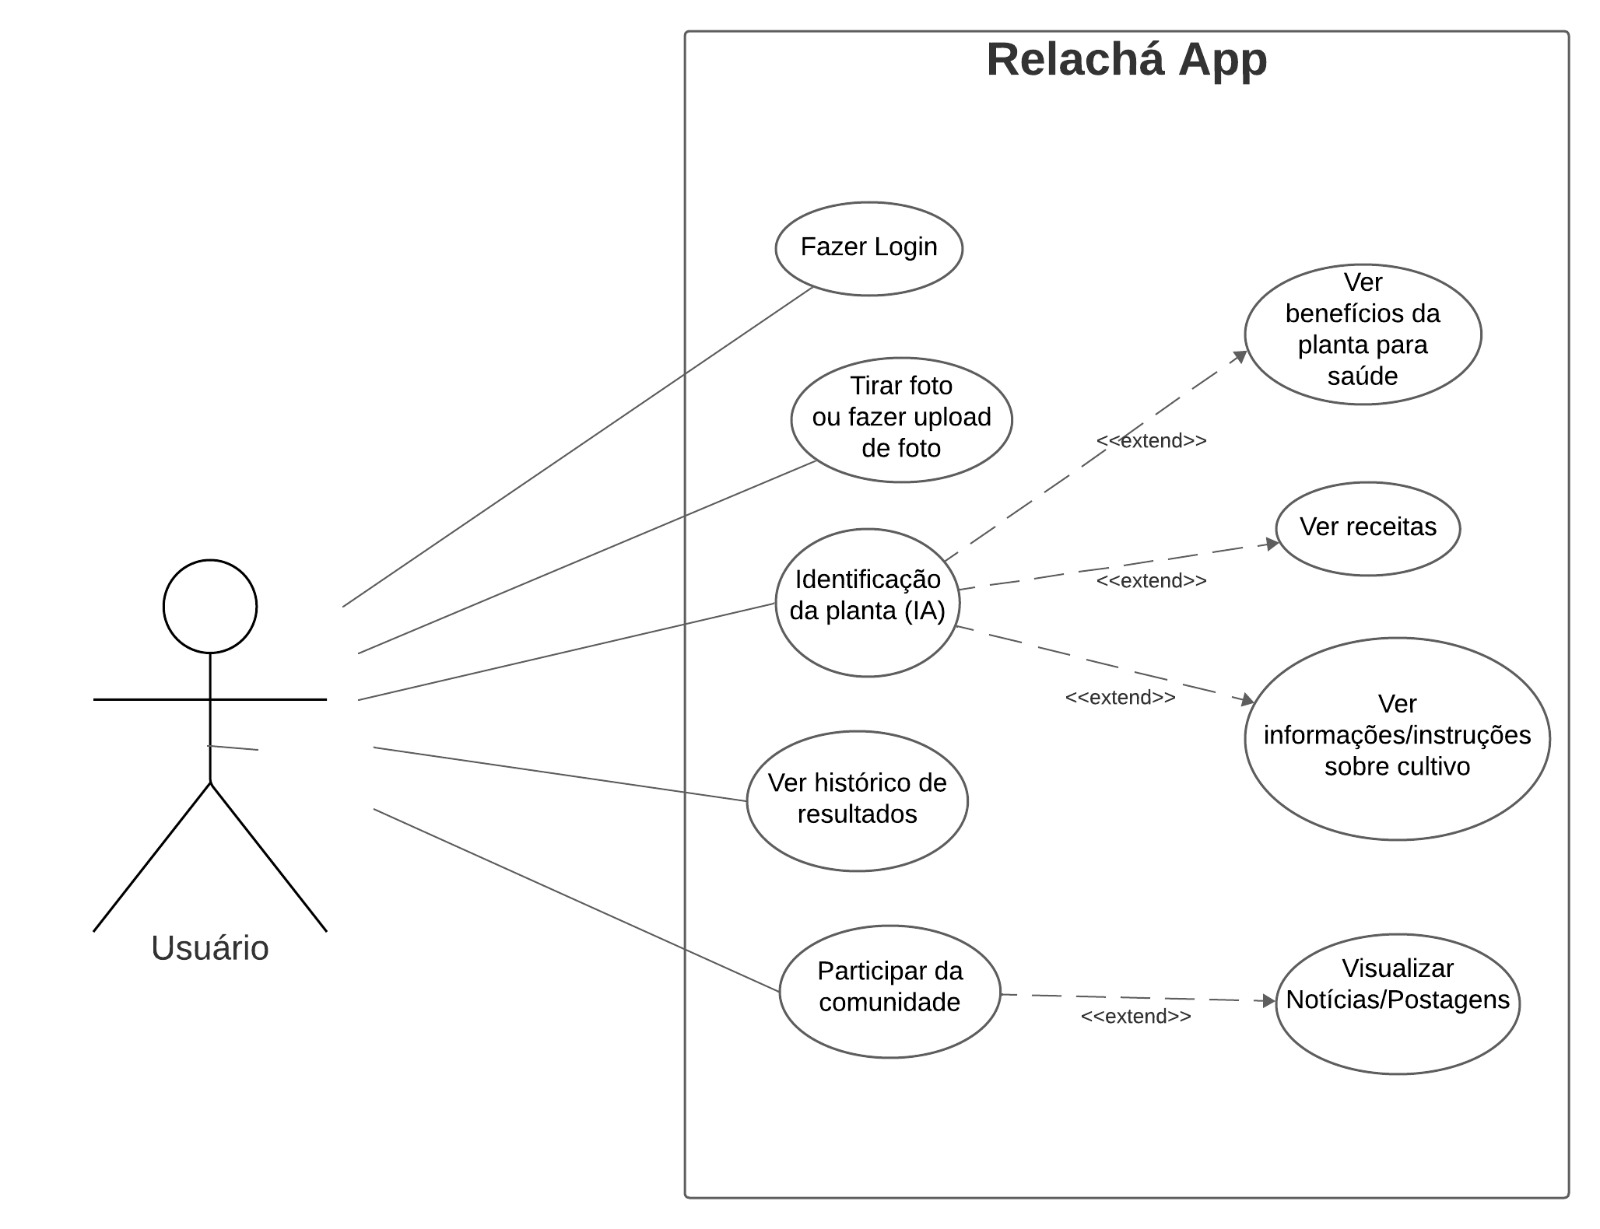 Relachá App
Fazer Login
Ver
benefícios da
planta para
saúde
Tirar foto
ou fazer upload
de foto
<<extend>>
Ver receitas
Identificação
da planta (IA)
<<extend>>
<<extend>>
Ver
informações/instruções
sobre cultivo
Ver histórico de
resultados
Usuário
Participar da
comunidade
<<extend>>
Visualizar
Notícias/Postagens